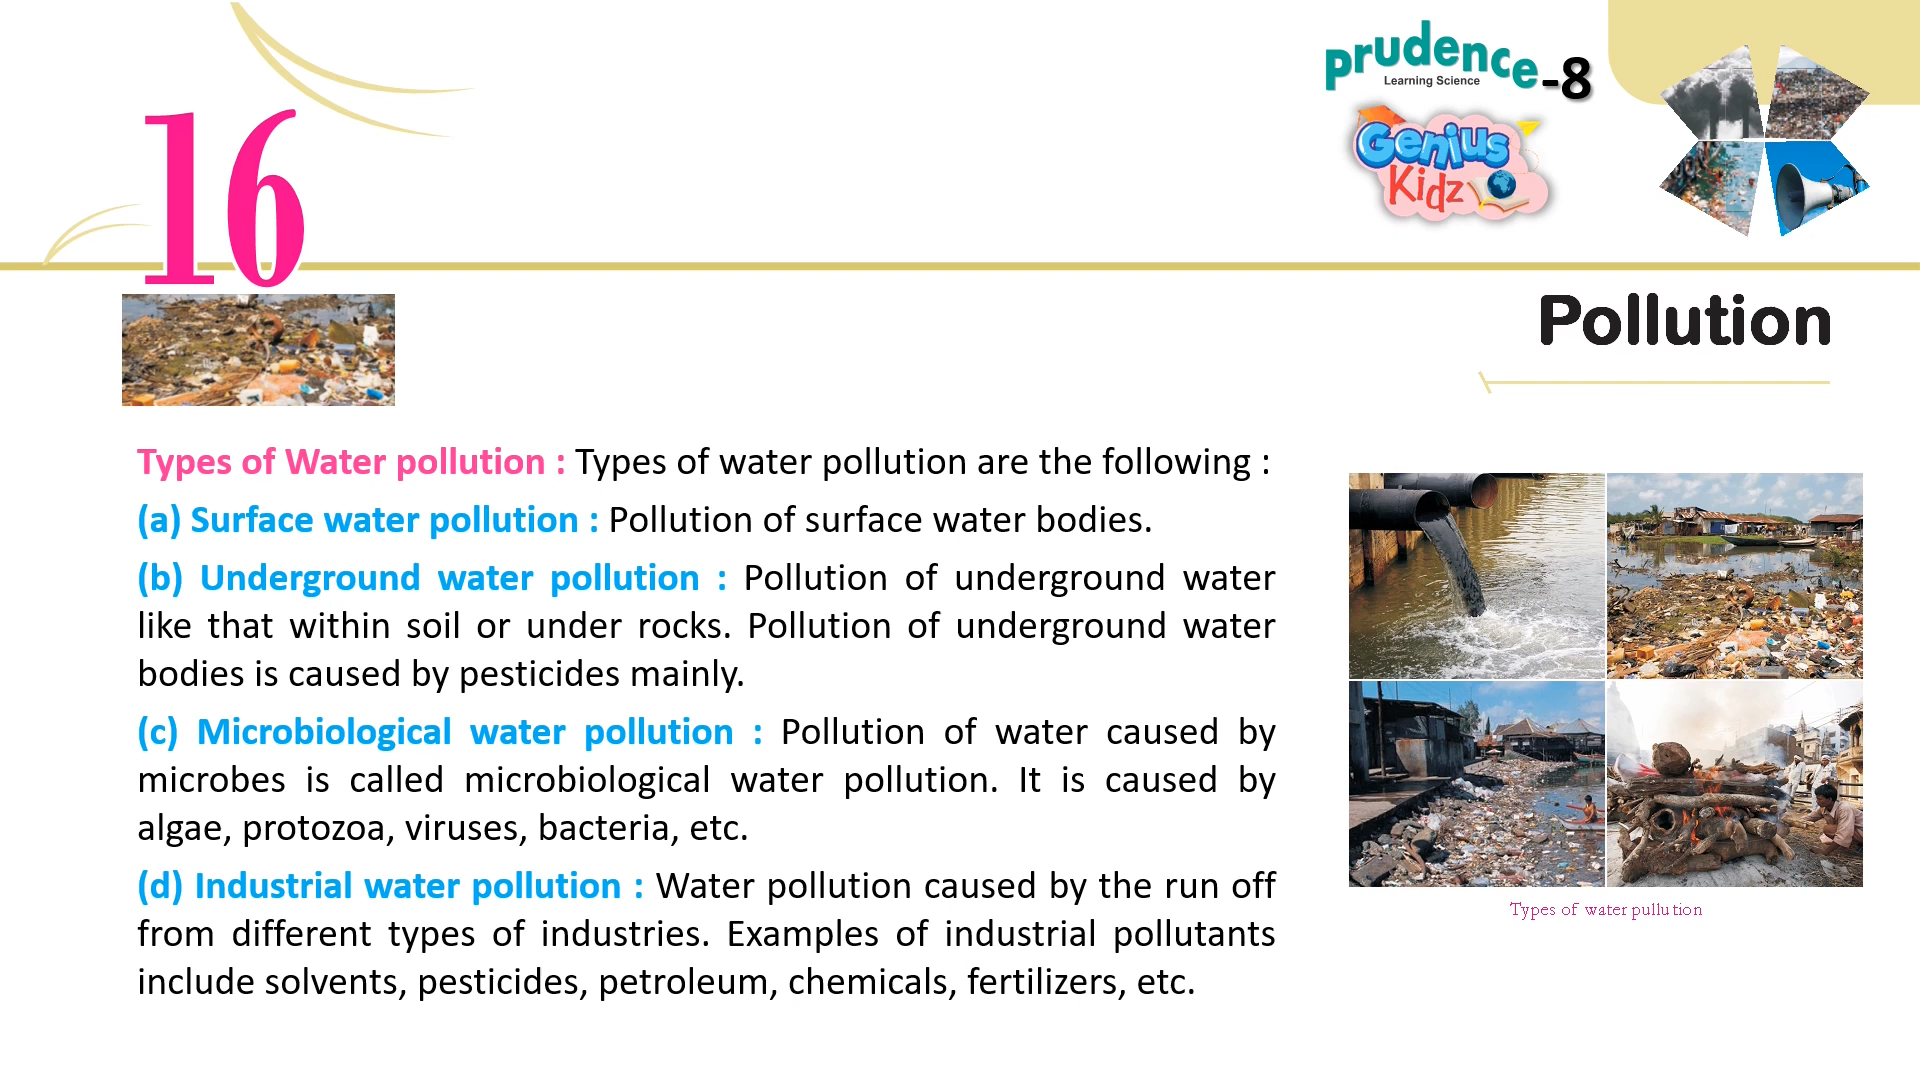 prudence-8
Learning Science
Genius
Kidz
16
Pollution
Types of Water pollution : Types of water pollution are the following :
(a) Surface water pollution : Pollution of surface water bodies.
(b) Underground water pollution : Pollution of underground water
like that within soil or under rocks. Pollution of underground water
bodies is caused by pesticides mainly.
(c) Microbiological water pollution : Pollution of water caused by
microbes is called microbiological water pollution. It is caused by
algae, protozoa, viruses, bacteria, etc.
(d) Industrial water pollution : Water pollution caused by the run off
from different types of industries. Examples of industrial pollutants
include solvents, pesticides, petroleum, chemicals, fertilizers, etc.
Types of water pullution